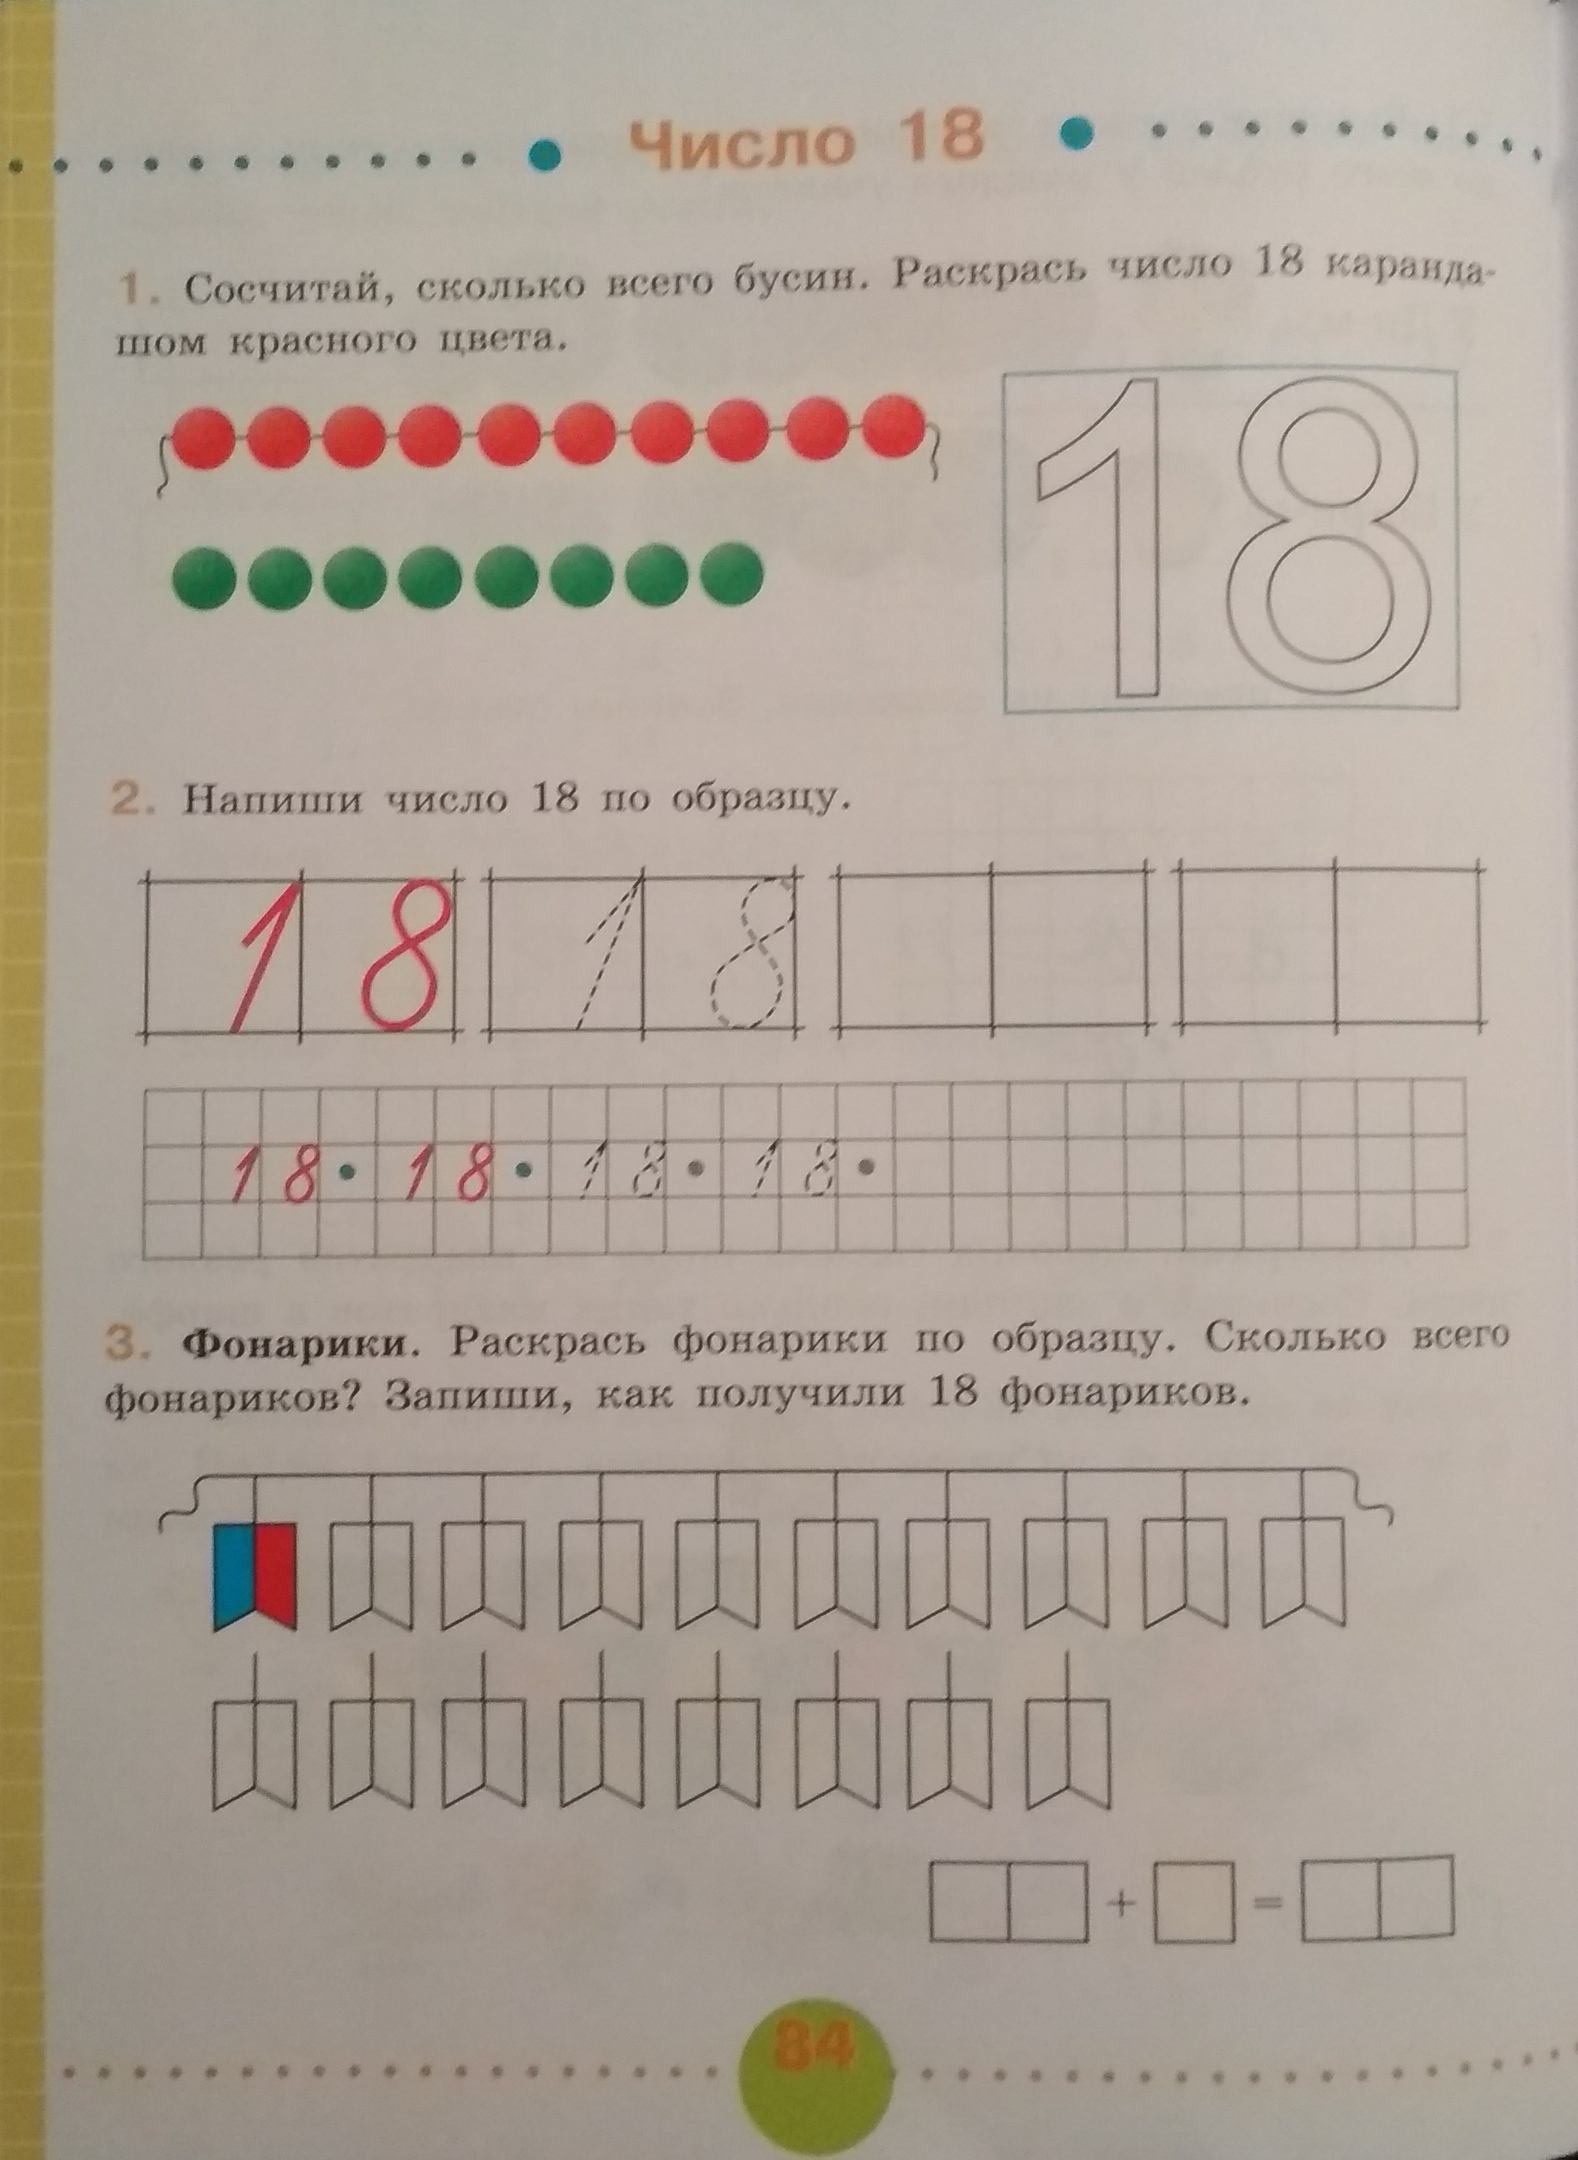 Число 18
1. Сосчитай, сколько всего бусин. Раскрась число 18 каранда-
шом красного цвета.
18
2. Напиши число 18 по образцу.
18 18
18 • 18 • 18 • 18 •
3. Фонарики. Раскрась фонарики по образцу. Сколько всего
фонариков? Запиши, как получили 18 фонариков.
+ =
84